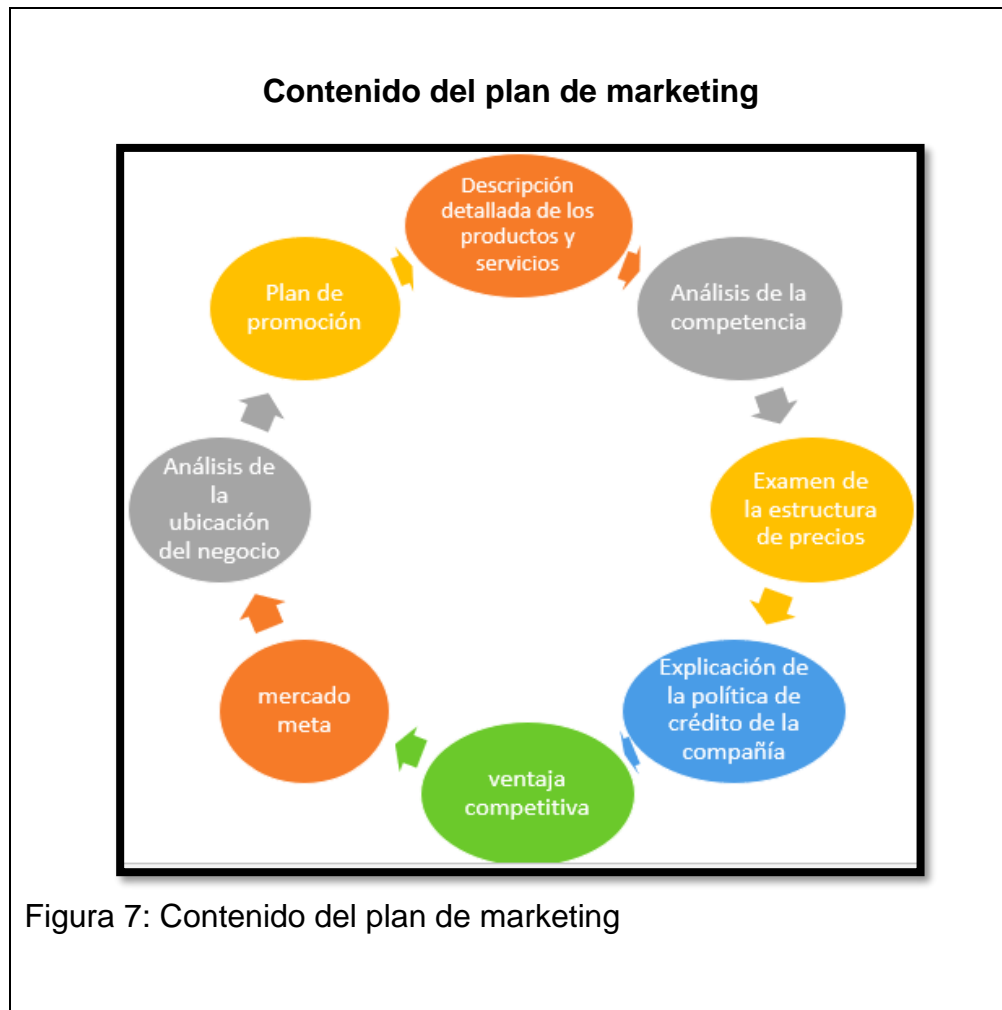 Contenido del plan de marketing
Descripción
detallada de los
productos y
servicios
Análisis de la
competencia
Examen de
la estructura
de precios
Explicación de
la política de
crédito de la
compañía
ventaja
competitiva
mercado
meta
Análisis de
la
ubicación
del negocio
Plan de
promoción
Figura 7: Contenido del plan de marketing